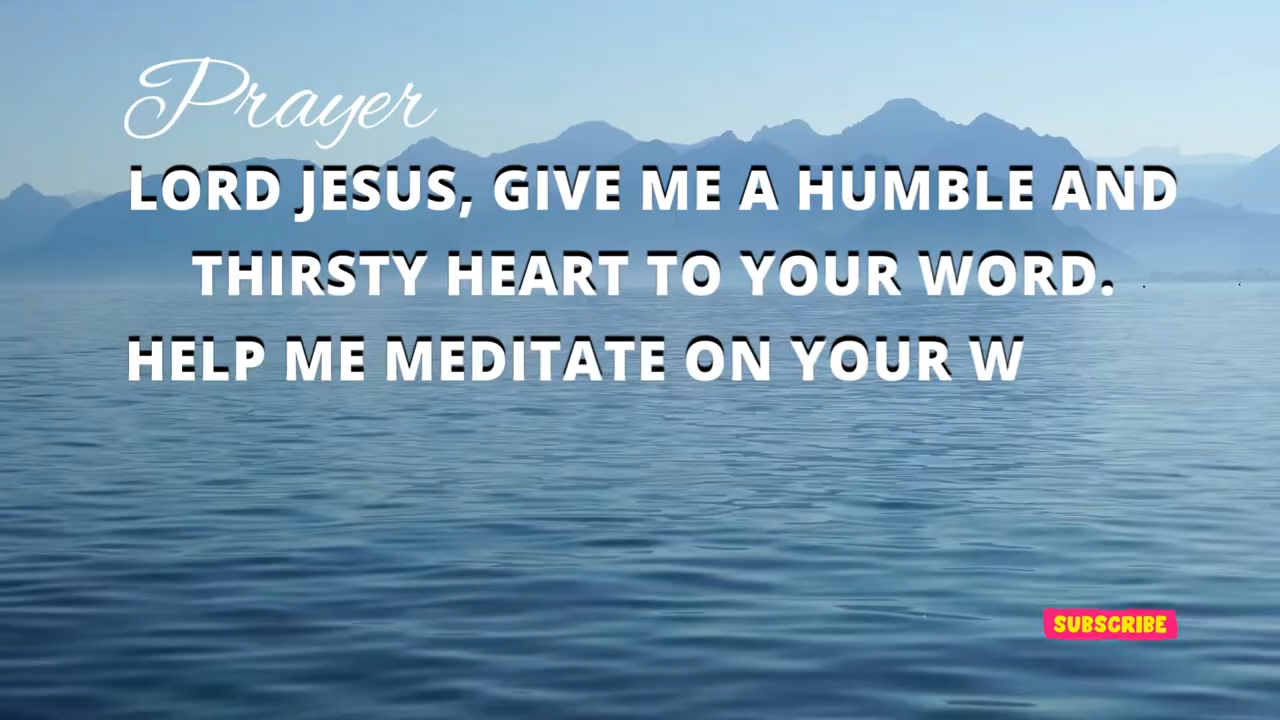 Prayer
LORD JESUS, GIVE ME A HUMBLE AND
THIRSTY HEART TO YOUR WORD.
HELP ME MEDITATE ON YOUR W
SUBSCRIBE